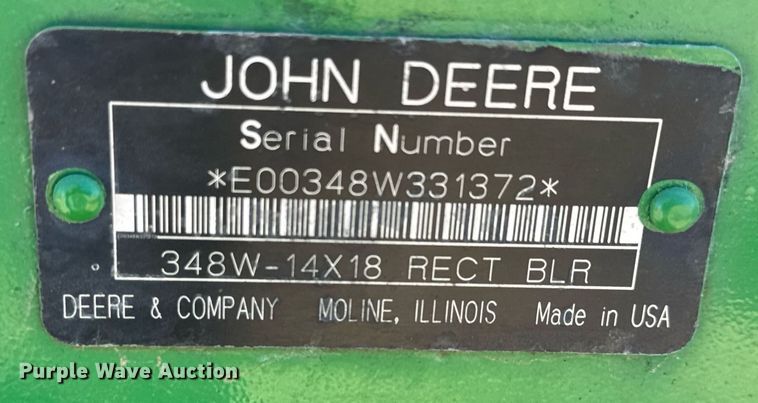 JOHN DEERE
Serial Number
*E00348W331372*
348W-14X18 RECT BLR
DEERE & COMPANY MOLINE, ILLINOIS Made in USA
Purple Wave Auction